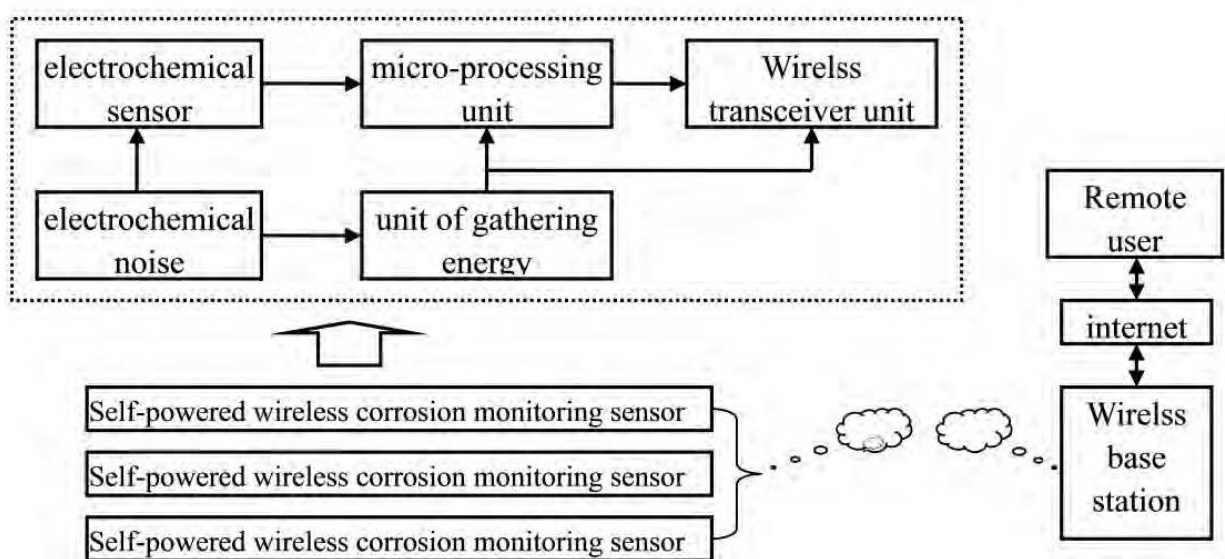 electrochemical
sensor
micro-processing
unit
Wirelss
transceiver unit
electrochemical
noise
unit of gathering
energy
Remote
user
internet
Wirelss
base
station
Self-powered wireless corrosion monitoring sensor
Self-powered wireless corrosion monitoring sensor
Self-powered wireless corrosion monitoring sensor